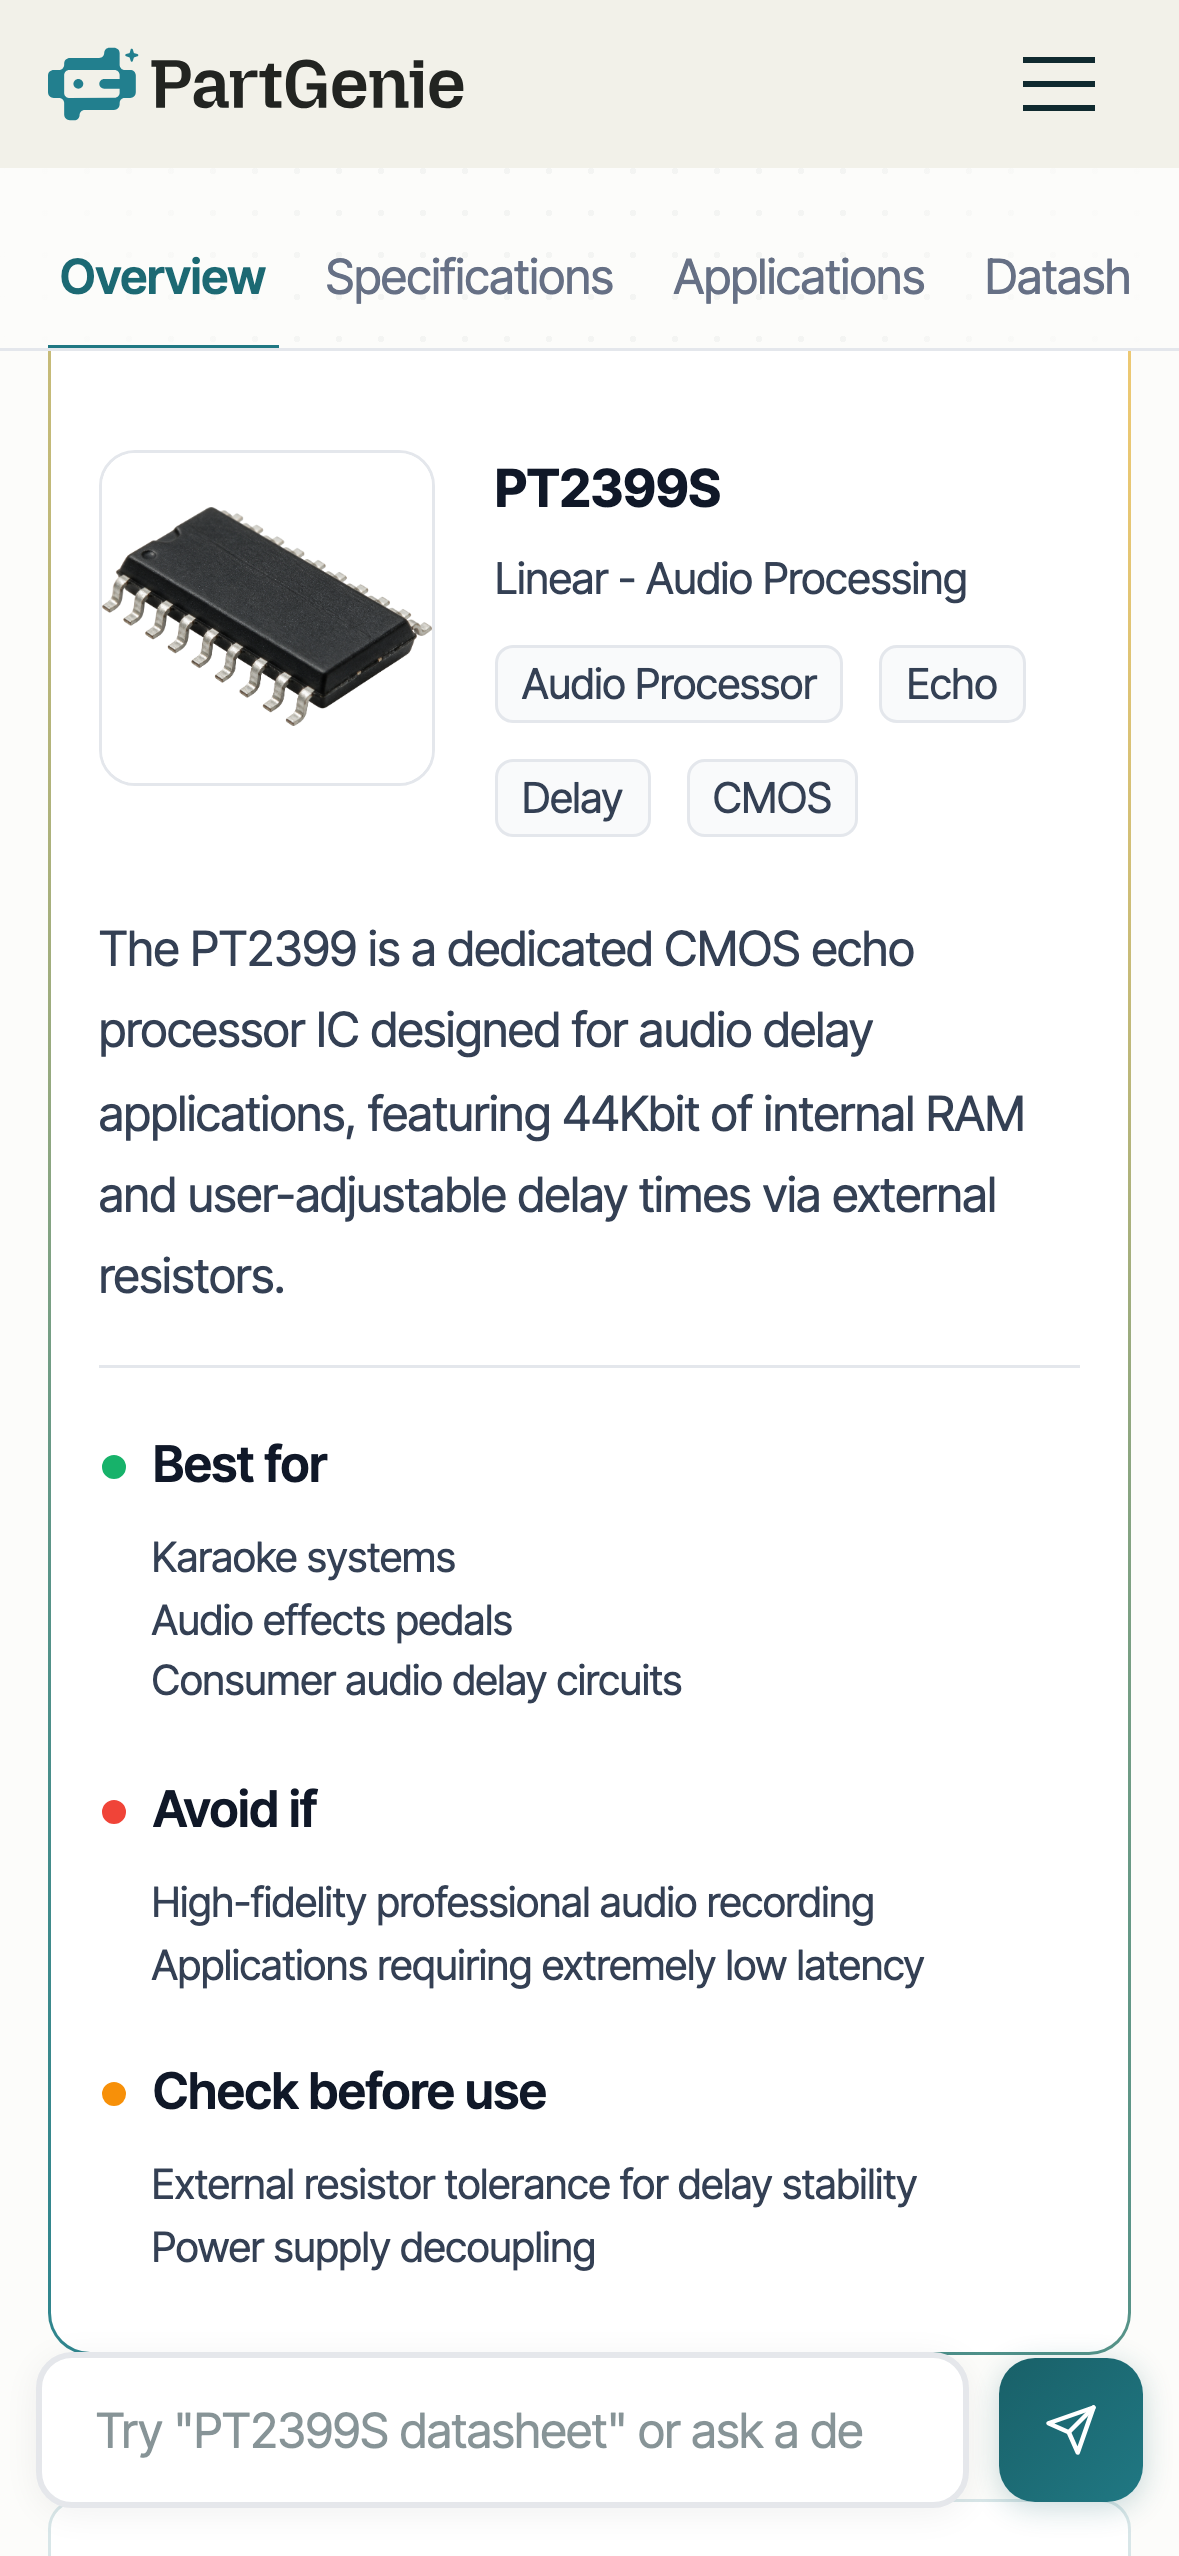 PartGenie
Overview Specifications Applications Datash
PT2399S
Linear - Audio Processing
Audio Processor Echo
Delay CMOS
The PT2399 is a dedicated CMOS echo
processor IC designed for audio delay
applications, featuring 44Kbit of internal RAM
and user-adjustable delay times via external
resistors.
Best for
Karaoke systems
Audio effects pedals
Consumer audio delay circuits
Avoid if
High-fidelity professional audio recording
Applications requiring extremely low latency
Check before use
External resistor tolerance for delay stability
Power supply decoupling
Try "PT2399S datasheet" or ask a de